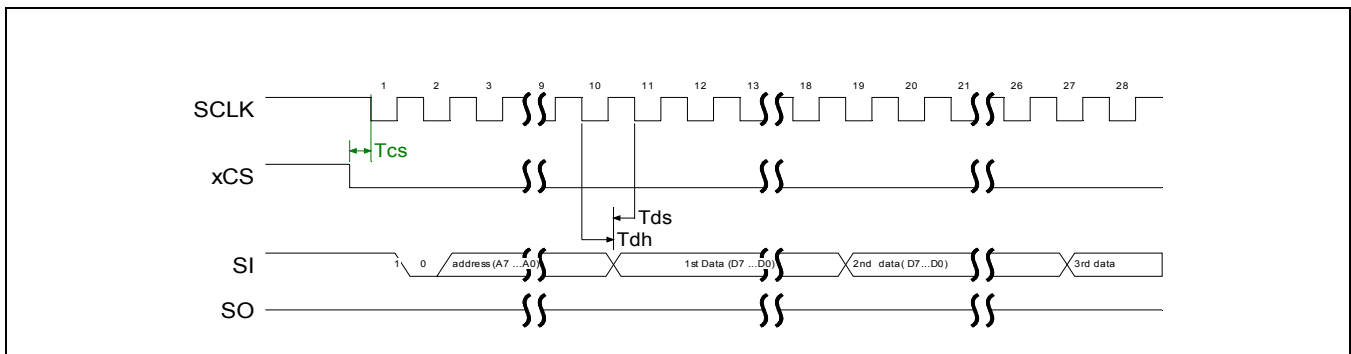 1 2 3 9 10 11 12 13 18 19 20 21 26 27 28
SCLK
Tcs
xCS
Tds
Tdh
SI 1 0 address (A7 ...A0) 1st Data (D7 ...D0) 2nd data( D7...D0) 3rd data
SO